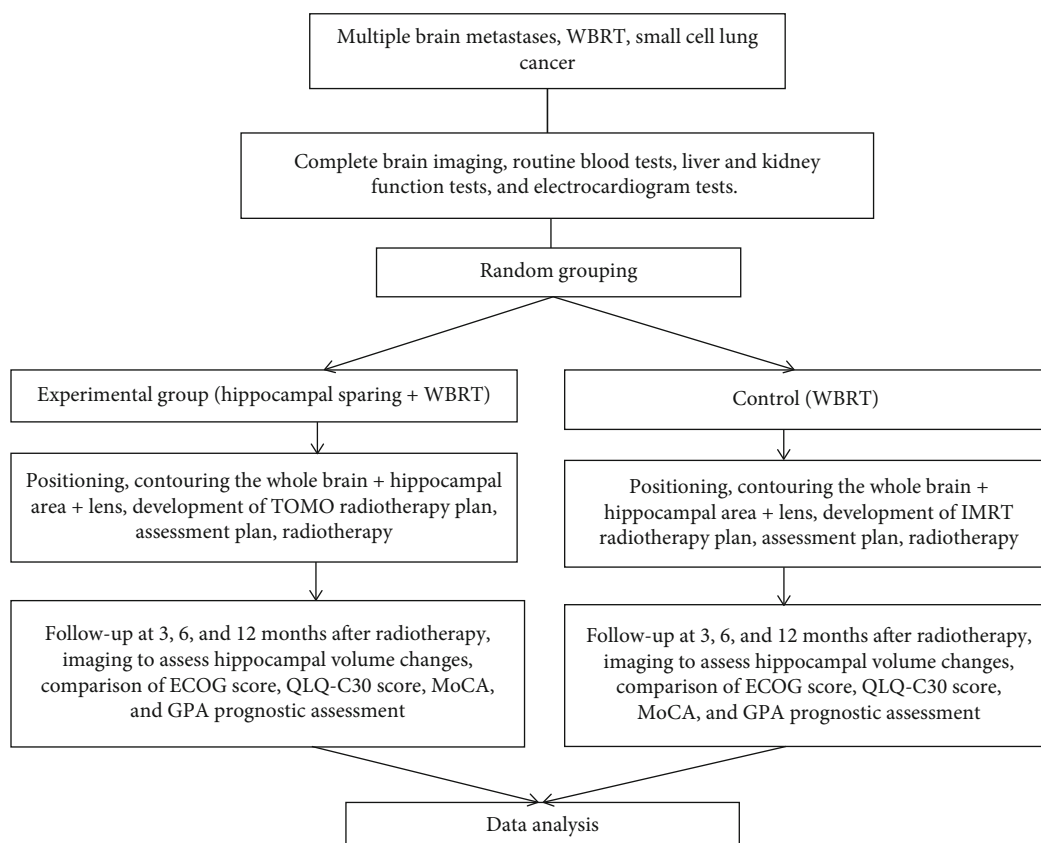 Multiple brain metastases, WBRT, small cell lung
cancer
Complete brain imaging, routine blood tests, liver and kidney
function tests, and electrocardiogram tests.
Random grouping
Experimental group (hippocampal sparing + WBRT)
Positioning, contouring the whole brain + hippocampal
area + lens, development of TOMO radiotherapy plan,
assessment plan, radiotherapy
Follow-up at 3, 6, and 12 months after radiotherapy,
imaging to assess hippocampal volume changes,
comparison of ECOG score, QLQ-C30 score, MoCA,
and GPA prognostic assessment
Control (WBRT)
Positioning, contouring the whole brain +
hippocampal area + lens, development of IMRT
radiotherapy plan, assessment plan, radiotherapy
Follow-up at 3, 6, and 12 months after radiotherapy,
imaging to assess hippocampal volume changes,
comparison of ECOG score, QLQ-C30 score,
MoCA, and GPA prognostic assessment
Data analysis